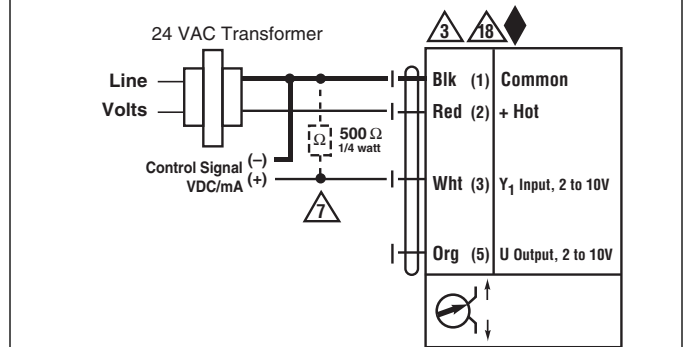 24 VAC Transformer
3 18
Line
Volts
Blk (1) Common
Red (2) + Hot
Ω 500 Ω
1/4 watt
Control Signal (–)
VDC/mA (+)
7
Wht (3) Y1 Input, 2 to 10V
Org (5) U Output, 2 to 10V